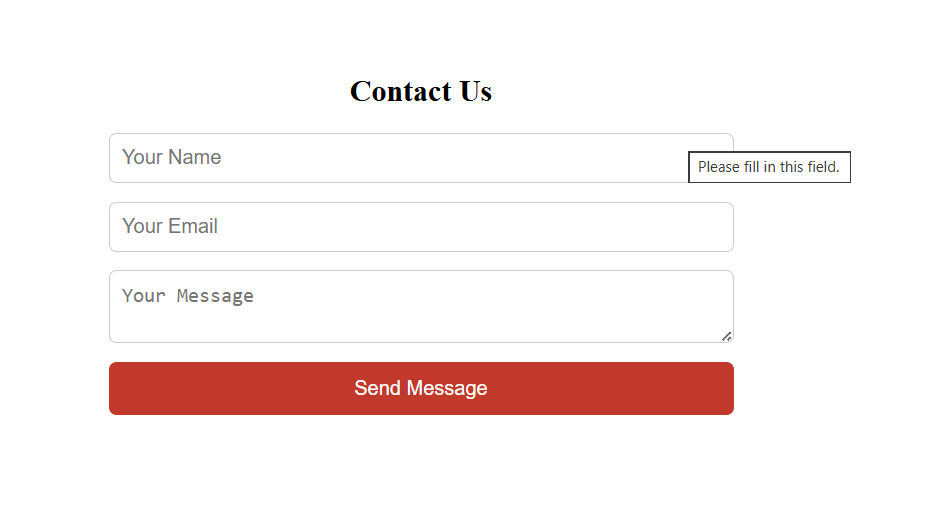 Contact Us
Your Name
Please fill in this field.
Your Email
Your Message
Send Message